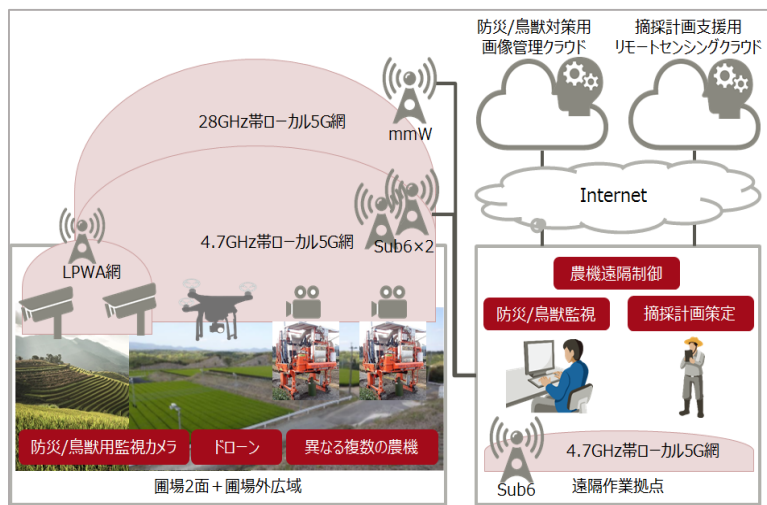 防災/鳥獣対策用
画像管理クラウド
摘採計画支援用
リモートセンシングクラウド
28GHz帯ローカル5G網
mmW
Internet
4.7GHz帯ローカル5G網
Sub6×2
LPWA網
農機遠隔制御
防災/鳥獣監視
摘採計画策定
防災/鳥獣用監視カメラ
ドローン
異なる複数の農機
4.7GHz帯ローカル5G網
Sub6
圃場2面+圃場外広域
遠隔作業拠点